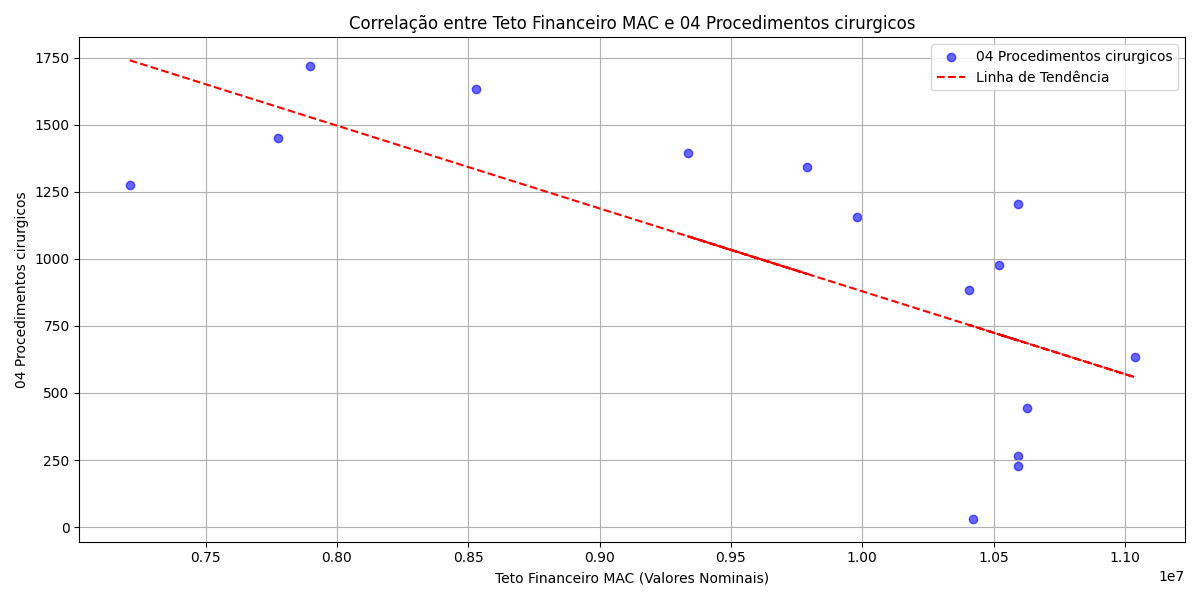 Correlação entre Teto Financeiro MAC e 04 Procedimentos cirurgicos
04 Procedimentos cirurgicos
Linha de Tendência
04 Procedimentos cirurgicos
1750
1500
1250
1000
750
500
250
0
0.75
0.80
0.85
0.90
0.95
1.00
1.05
1.10
1e7
Teto Financeiro MAC (Valores Nominais)